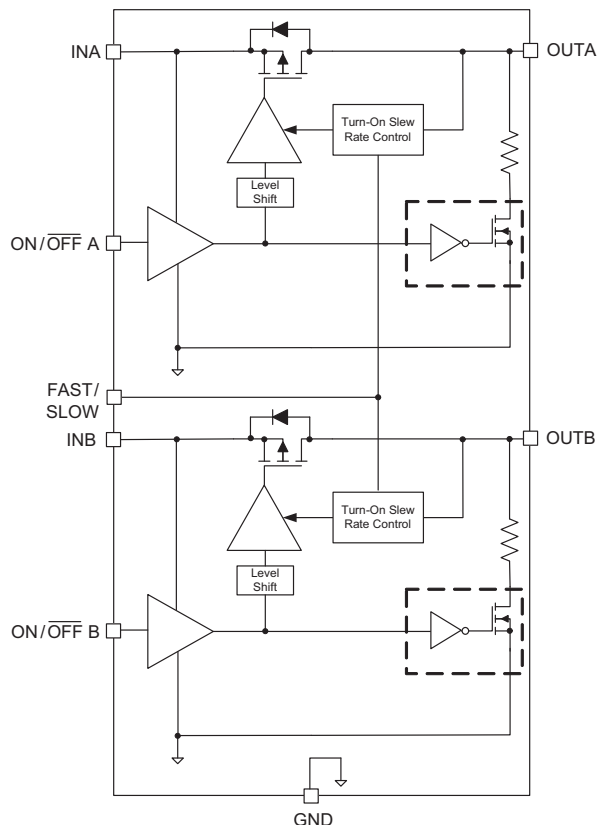 INA
OUTA
Turn-On Slew
Rate Control
Level
Shift
ON/OFF A
FAST/
SLOW
INB
OUTB
Turn-On Slew
Rate Control
Level
Shift
ON/OFF B
GND